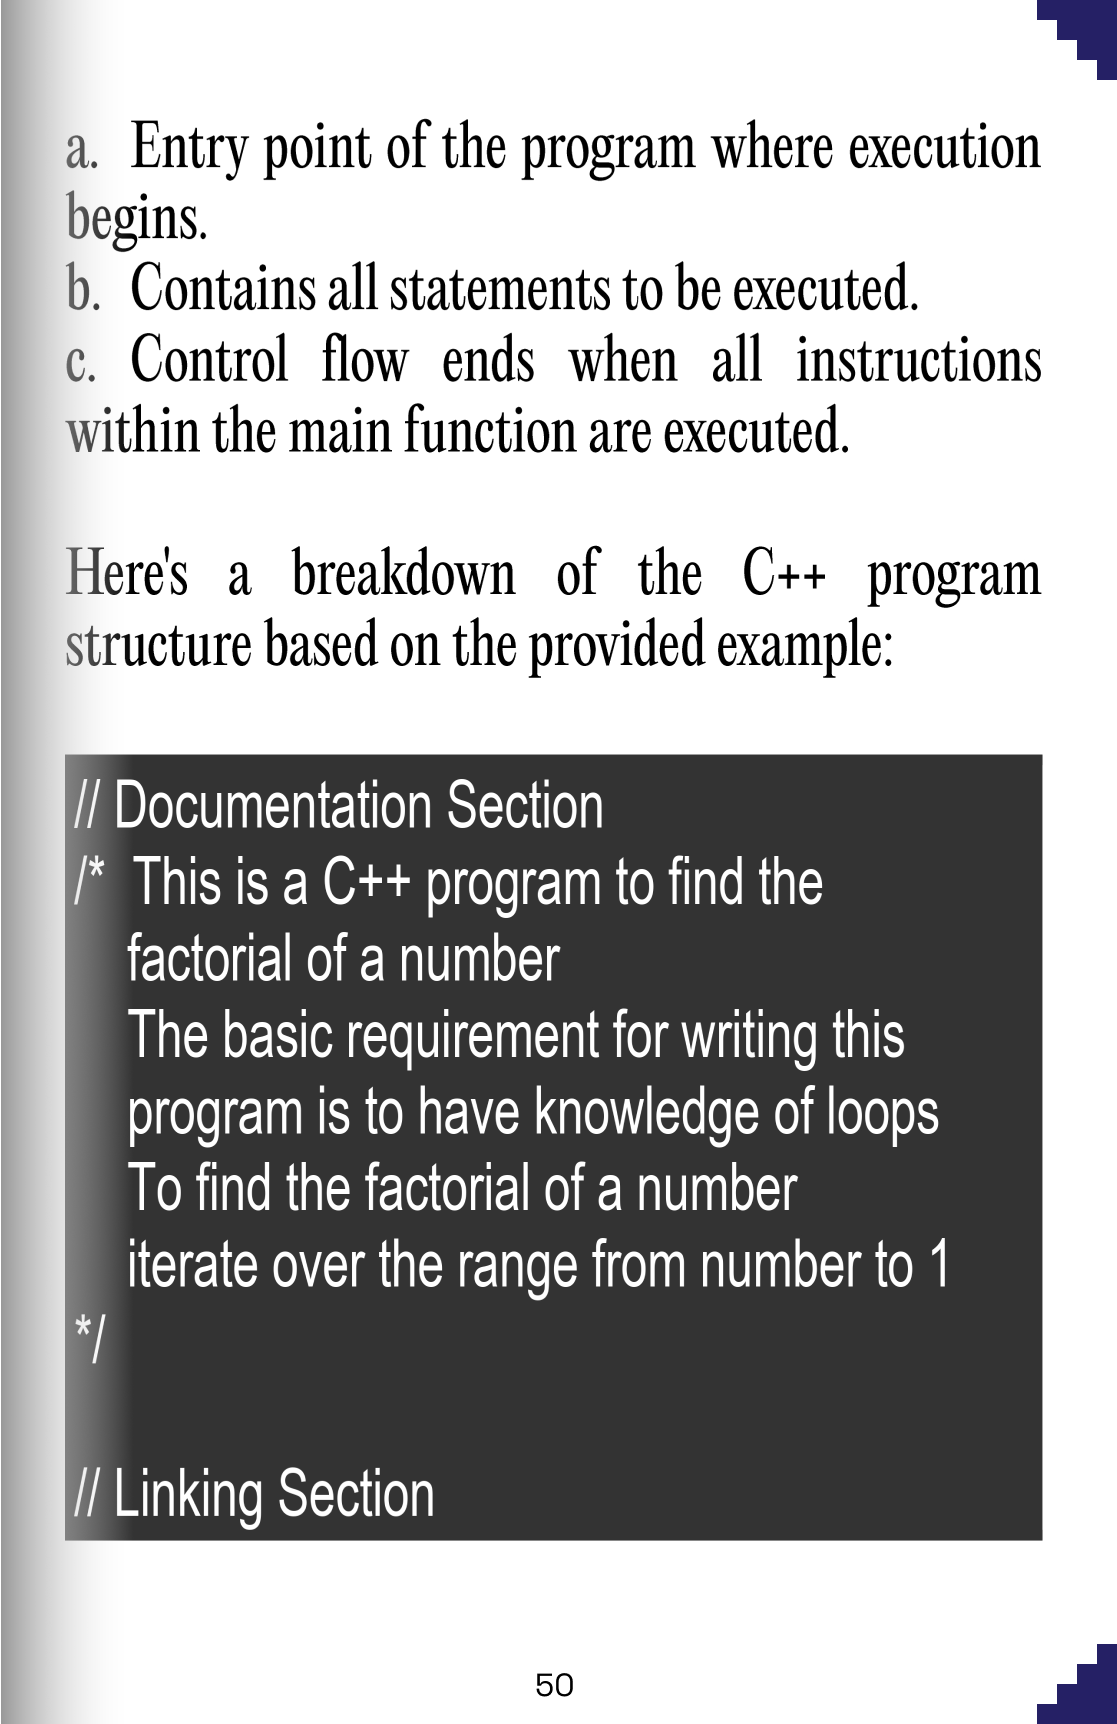 a. Entry point of the program where execution
begins.
b. Contains all statements to be executed.
c. Control flow ends when all instructions
within the main function are executed.
Here's a breakdown of the C++ program
structure based on the provided example:
// Documentation Section
/* This is a C++ program to find the
factorial of a number
The basic requirement for writing this
program is to have knowledge of loops
To find the factorial of a number
iterate over the range from number to 1
*/
// Linking Section
50